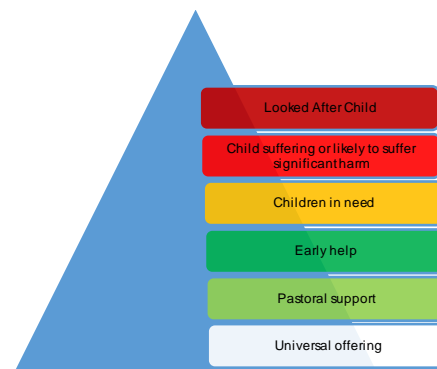 Looked After Child
Child suffering or likely to suffer
significant harm
Children in need
Early help
Pastoral support
Universal offering